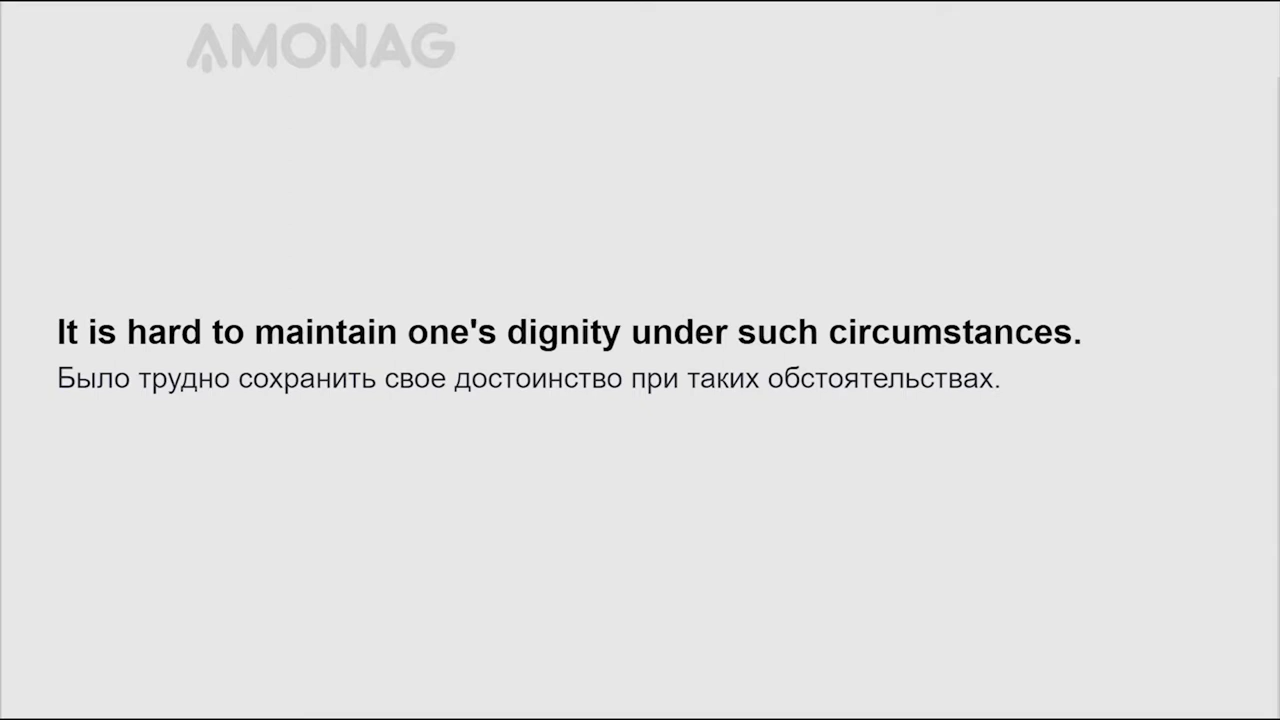 AMONAG
It is hard to maintain one's dignity under such circumstances.
Было трудно сохранить свое достоинство при таких обстоятельствах.